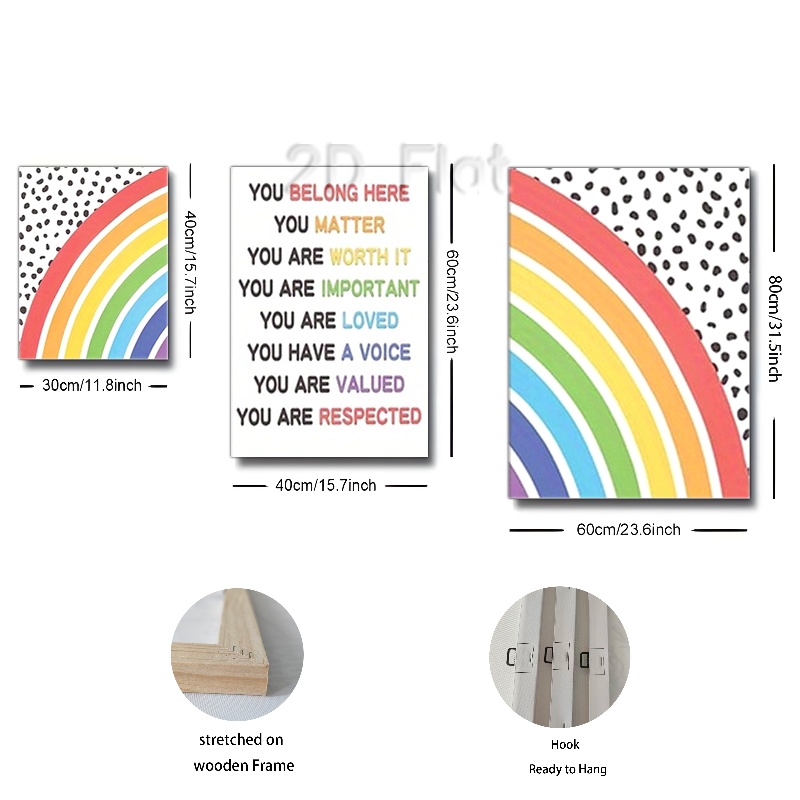 2D Flat
YOU BELONG HERE
YOU MATTER
YOU ARE WORTH IT
YOU ARE IMPORTANT
YOU ARE LOVED
YOU HAVE A VOICE
YOU ARE VALUED
YOU ARE RESPECTED
40cm/15.7inch
30cm/11.8inch
60cm/23.6inch
40cm/15.7inch
80cm/31.5inch
60cm/23.6inch
stretched on
wooden Frame
Hook
Ready to Hang